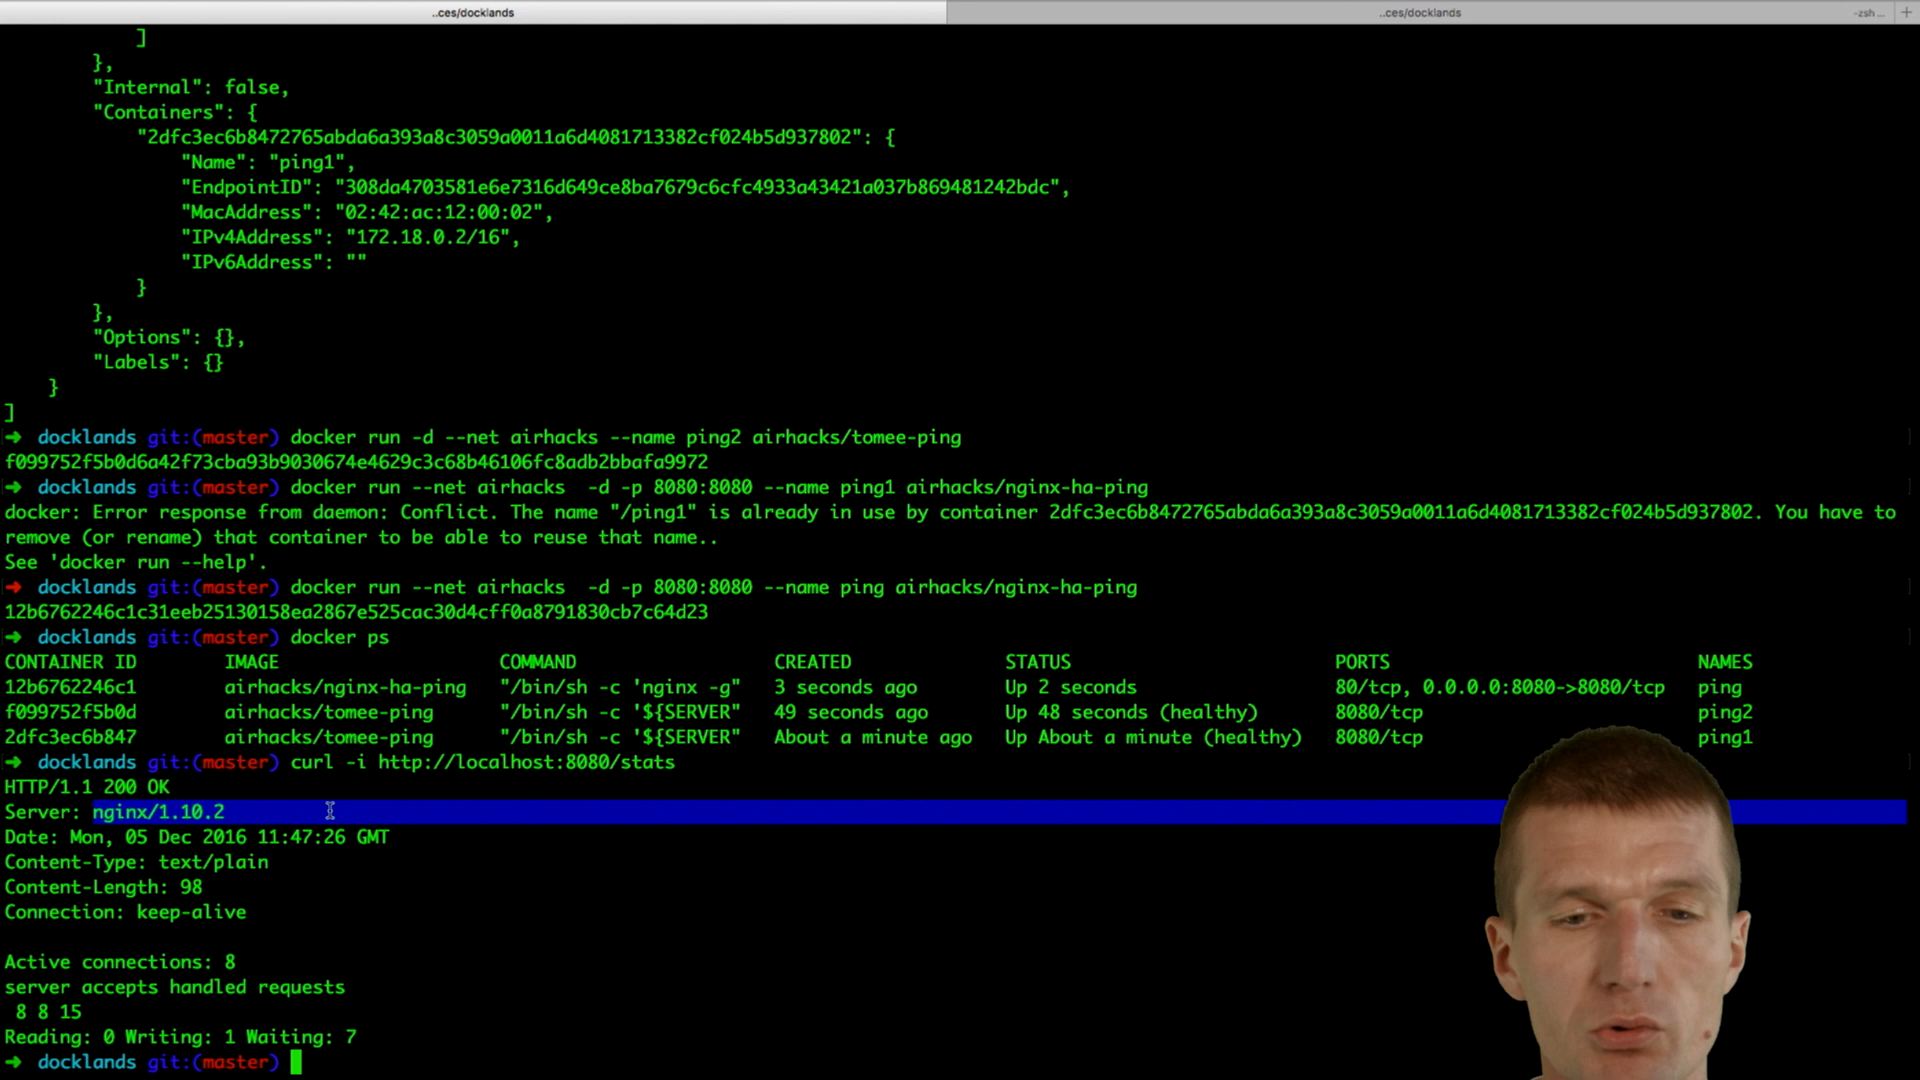 ..ces/docklands
..ces/docklands
-zsh ...
+
]
},
"Internal": false,
"Containers": {
"2dfc3ec6b8472765abda6a393a8c3059a0011a6d4081713382cf024b5d937802": {
"Name": "ping1",
"EndpointID": "308da4703581e6e7316d649ce8ba7679c6cfc4933a43421a037b869481242bdc",
"MacAddress": "02:42:ac:12:00:02",
"IPv4Address": "172.18.0.2/16",
"IPv6Address": ""
}
},
"Options": {},
"Labels": {}
}
]
➜ docklands git:(master) docker run -d --net airhacks --name ping2 airhacks/tomee-ping
f099752f5b0d6a42f73cba93b9030674e4629c3c68b46106fc8adb2bbafa9972
➜ docklands git:(master) docker run --net airhacks -d -p 8080:8080 --name ping1 airhacks/nginx-ha-ping
docker: Error response from daemon: Conflict. The name "/ping1" is already in use by container 2dfc3ec6b8472765abda6a393a8c3059a0011a6d4081713382cf024b5d937802. You have to
remove (or rename) that container to be able to reuse that name..
See 'docker run --help'.
➜ docklands git:(master) docker run --net airhacks -d -p 8080:8080 --name ping airhacks/nginx-ha-ping
12b6762246c1c31eeb25130158ea2867e525cac30d4cff0a8791830cb7c64d23
➜ docklands git:(master) docker ps
CONTAINER ID IMAGE COMMAND CREATED STATUS PORTS NAMES
12b6762246c1 airhacks/nginx-ha-ping "/bin/sh -c 'nginx -g" 3 seconds ago Up 2 seconds 80/tcp, 0.0.0.0:8080->8080/tcp ping
f099752f5b0d airhacks/tomee-ping "/bin/sh -c '${SERVER" 49 seconds ago Up 48 seconds (healthy) 8080/tcp ping2
2dfc3ec6b847 airhacks/tomee-ping "/bin/sh -c '${SERVER" About a minute ago Up About a minute (healthy) 8080/tcp ping1
➜ docklands git:(master) curl -i http://localhost:8080/stats
HTTP/1.1 200 OK
Server: nginx/1.10.2
Date: Mon, 05 Dec 2016 11:47:26 GMT
Content-Type: text/plain
Content-Length: 98
Connection: keep-alive
Active connections: 8
server accepts handled requests
8 8 15
Reading: 0 Writing: 1 Waiting: 7
➜ docklands git:(master)